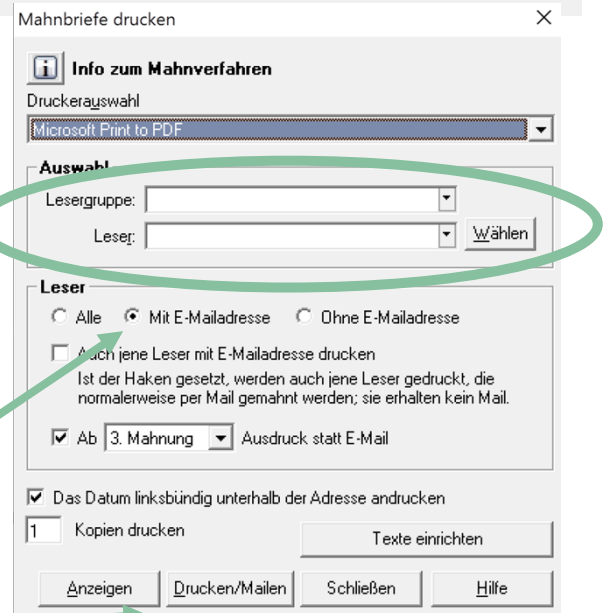 Mahnbriefe drucken
Info zum Mahnverfahren
Druckerauswahl
Microsoft Print to PDF
Auswahl
Lesergruppe:
Leser: Wählen
Leser
Alle Mit E-Mailadresse Ohne E-Mailadresse
Auch jene Leser mit E-Mailadresse drucken
Ist der Haken gesetzt, werden auch jene Leser gedruckt, die
normalerweise per Mail gemahnt werden; sie erhalten kein Mail.
Ab 3. Mahnung Ausdruck statt E-Mail
Das Datum linksbündig unterhalb der Adresse andrucken
1 Kopien drucken Texte einrichten
Anzeigen Drucken/Mailen Schließen Hilfe